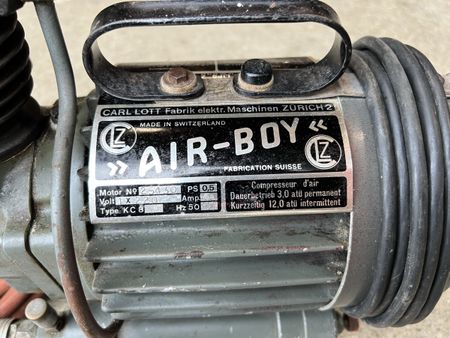 CARL LOTT Fabrik elektr. Maschinen ZÜRICH 2
MADE IN SWITZERLAND
LZ
»AIR-BOY«
LZ
FABRICATION SUISSE
Motor No PS 0.5
Volt Amp.
Type KC 8 Hz 50
Compresseur d'air
Dauerbetrieb 3.0 atü permanent
Kurzzeitig 12.0 atü intermittent